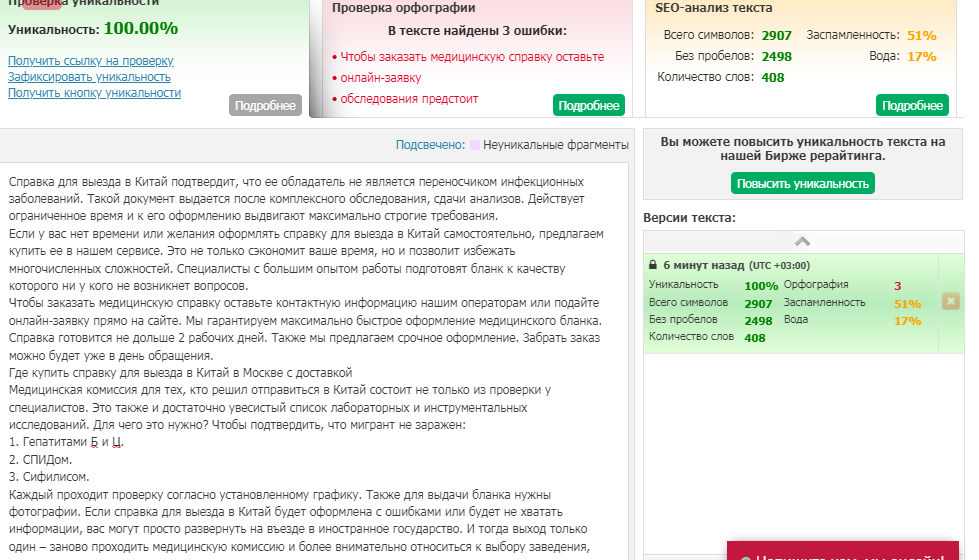 Проверка уникальности
Уникальность: 100.00%
Получить ссылку на проверку
Зафиксировать уникальность
Получить кнопку уникальности
Подробнее
Проверка орфографии
В тексте найдены 3 ошибки:
• Чтобы заказать медицинскую справку оставьте
• онлайн-заявку
• обследования предстоит
Подробнее
SEO-анализ текста
Всего символов: 2907 Заспамленность: 51%
Без пробелов: 2498 Вода: 17%
Количество слов: 408
Подробнее
Подсвечено: Неуникальные фрагменты
Справка для выезда в Китай подтвердит, что ее обладатель не является переносчиком инфекционных
заболеваний. Такой документ выдается после комплексного обследования, сдачи анализов. Действует
ограниченное время и к его оформлению выдвигают максимально строгие требования.
Если у вас нет времени или желания оформлять справку для выезда в Китай самостоятельно, предлагаем
купить ее в нашем сервисе. Это не только сэкономит ваше время, но и позволит избежать
многочисленных сложностей. Специалисты с большим опытом работы подготовят бланк к качеству
которого ни у кого не возникнет вопросов.
Чтобы заказать медицинскую справку оставьте контактную информацию нашим операторам или подайте
онлайн-заявку прямо на сайте. Мы гарантируем максимально быстрое оформление медицинского бланка.
Справка готовится не дольше 2 рабочих дней. Также мы предлагаем срочное оформление. Забрать заказ
можно будет уже в день обращения.
Где купить справку для выезда в Китай в Москве с доставкой
Медицинская комиссия для тех, кто решил отправиться в Китай состоит не только из проверки у
специалистов. Это также и достаточно увесистый список лабораторных и инструментальных
исследований. Для чего это нужно? Чтобы подтвердить, что мигрант не заражен:
1. Гепатитами Б и Ц.
2. СПИДом.
3. Сифилисом.
Каждый проходит проверку согласно установленному графику. Также для выдачи бланка нужны
фотографии. Если справка для выезда в Китай будет оформлена с ошибками или будет не хватать
информации, вас могут просто развернуть на въезде в иностранное государство. И тогда выход только
один – заново проходить медицинскую комиссию и более внимательно относиться к выбору заведения,
Вы можете повысить уникальность текста на
нашей Бирже рерайтинга.
Повысить уникальность
Версии текста:
6 минут назад (UTC +03:00)
Уникальность 100% Орфография 3
Всего символов 2907 Заспамленность 51%
Без пробелов 2498 Вода 17%
Количество слов 408